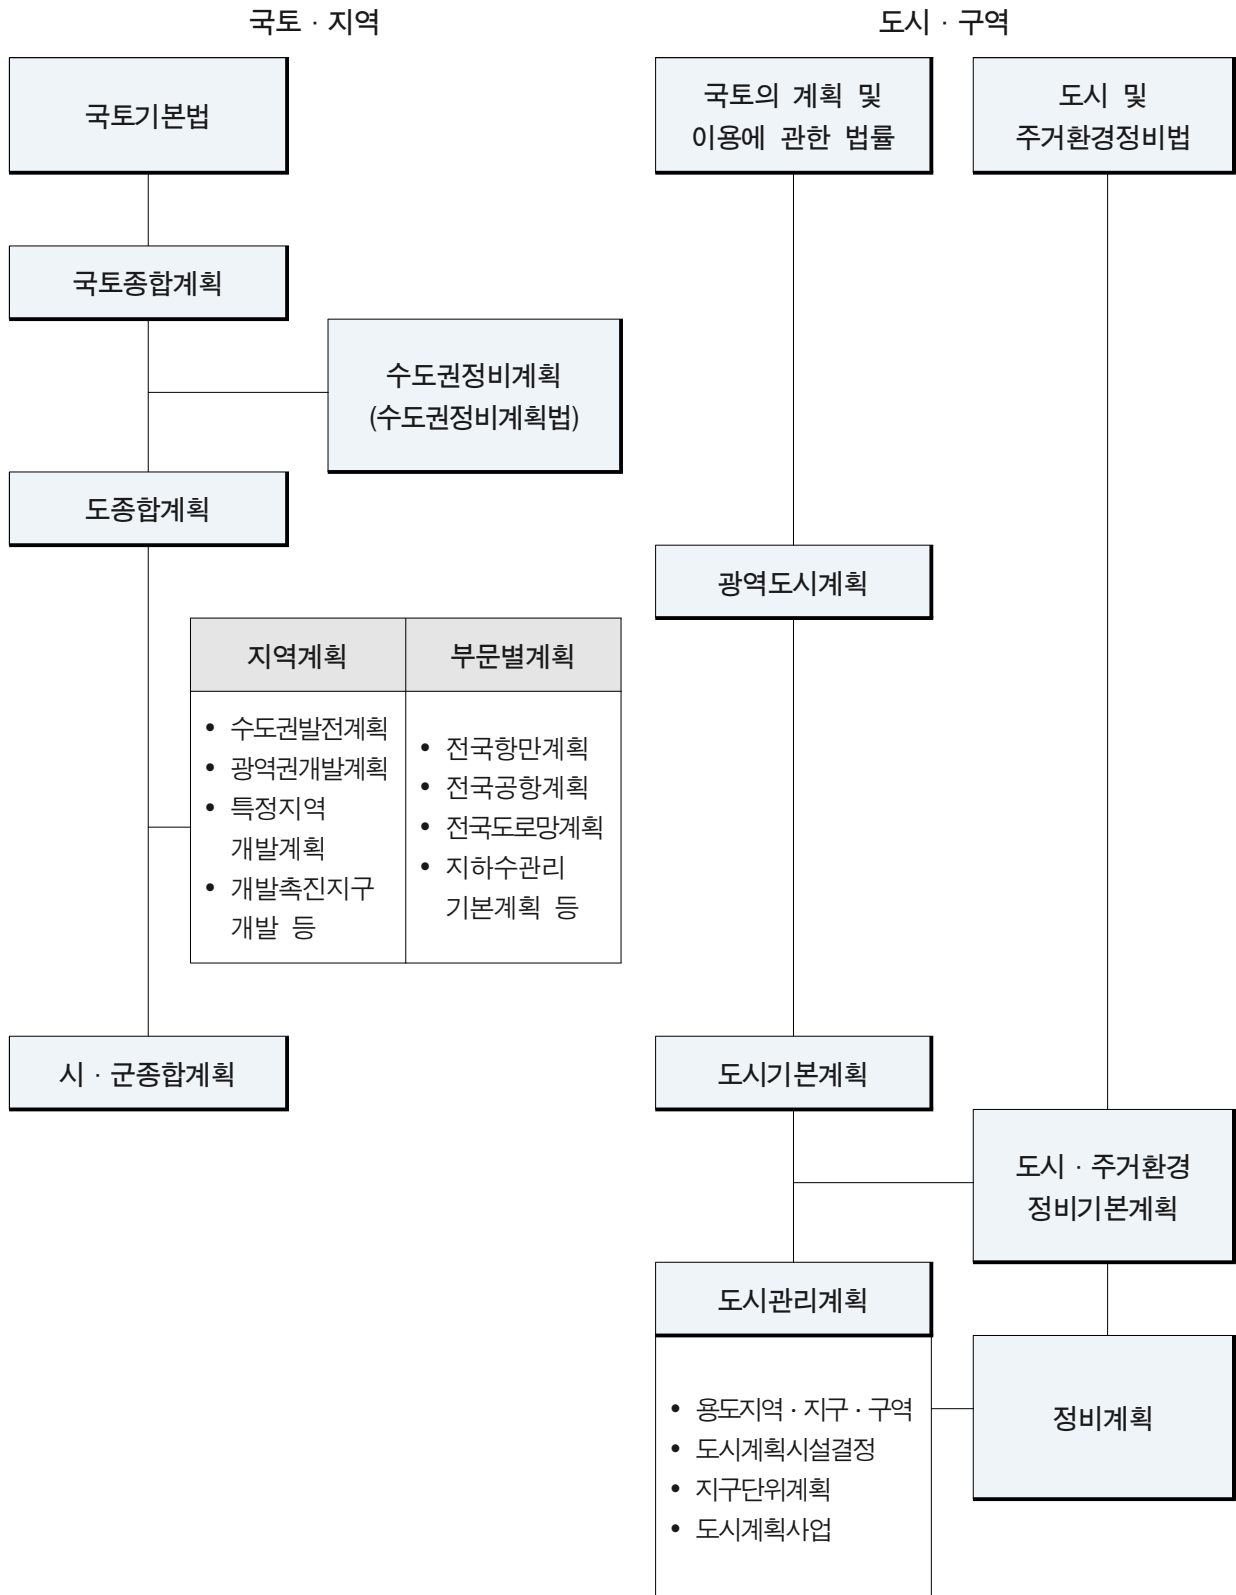 국토 · 지역
국토기본법
국토종합계획
수도권정비계획
(수도권정비계획법)
도종합계획
지역계획
• 수도권발전계획
• 광역권개발계획
• 특정지역
개발계획
• 개발촉진지구
개발 등
부문별계획
• 전국항만계획
• 전국공항계획
• 전국도로망계획
• 지하수관리
기본계획 등
시 · 군종합계획
도시 · 구역
국토의 계획 및
이용에 관한 법률
광역도시계획
도시기본계획
도시관리계획
• 용도지역 · 지구 · 구역
• 도시계획시설결정
• 지구단위계획
• 도시계획사업
도시 및
주거환경정비법
도시 · 주거환경
정비기본계획
정비계획